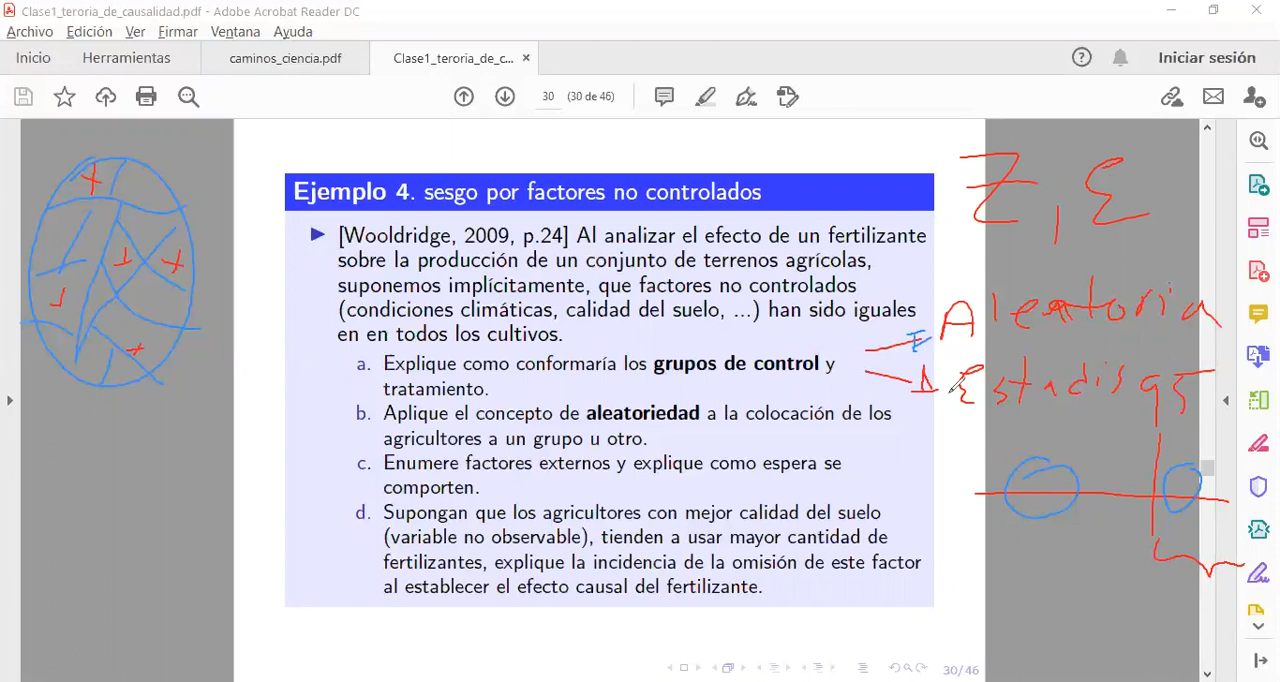 Clase1_teroria_de_causalidad.pdf - Adobe Acrobat Reader DC
Archivo Edición Ver Firmar Ventana Ayuda
Inicio Herramientas caminos_ciencia.pdf Clase1_teroria_de_c... × Iniciar sesión
30 (30 de 46)
Ejemplo 4. sesgo por factores no controlados
[Wooldridge, 2009, p.24] Al analizar el efecto de un fertilizante
sobre la producción de un conjunto de terrenos agrícolas,
suponemos implícitamente, que factores no controlados
(condiciones climáticas, calidad del suelo, ...) han sido iguales
en en todos los cultivos.
a. Explique como conformaría los grupos de control y
tratamiento.
b. Aplique el concepto de aleatoriedad a la colocación de los
agricultores a un grupo u otro.
c. Enumere factores externos y explique como espera se
comporten.
d. Supongan que los agricultores con mejor calidad del suelo
(variable no observable), tienden a usar mayor cantidad de
fertilizantes, explique la incidencia de la omisión de este factor
al establecer el efecto causal del fertilizante.
Aleatoria
30/46